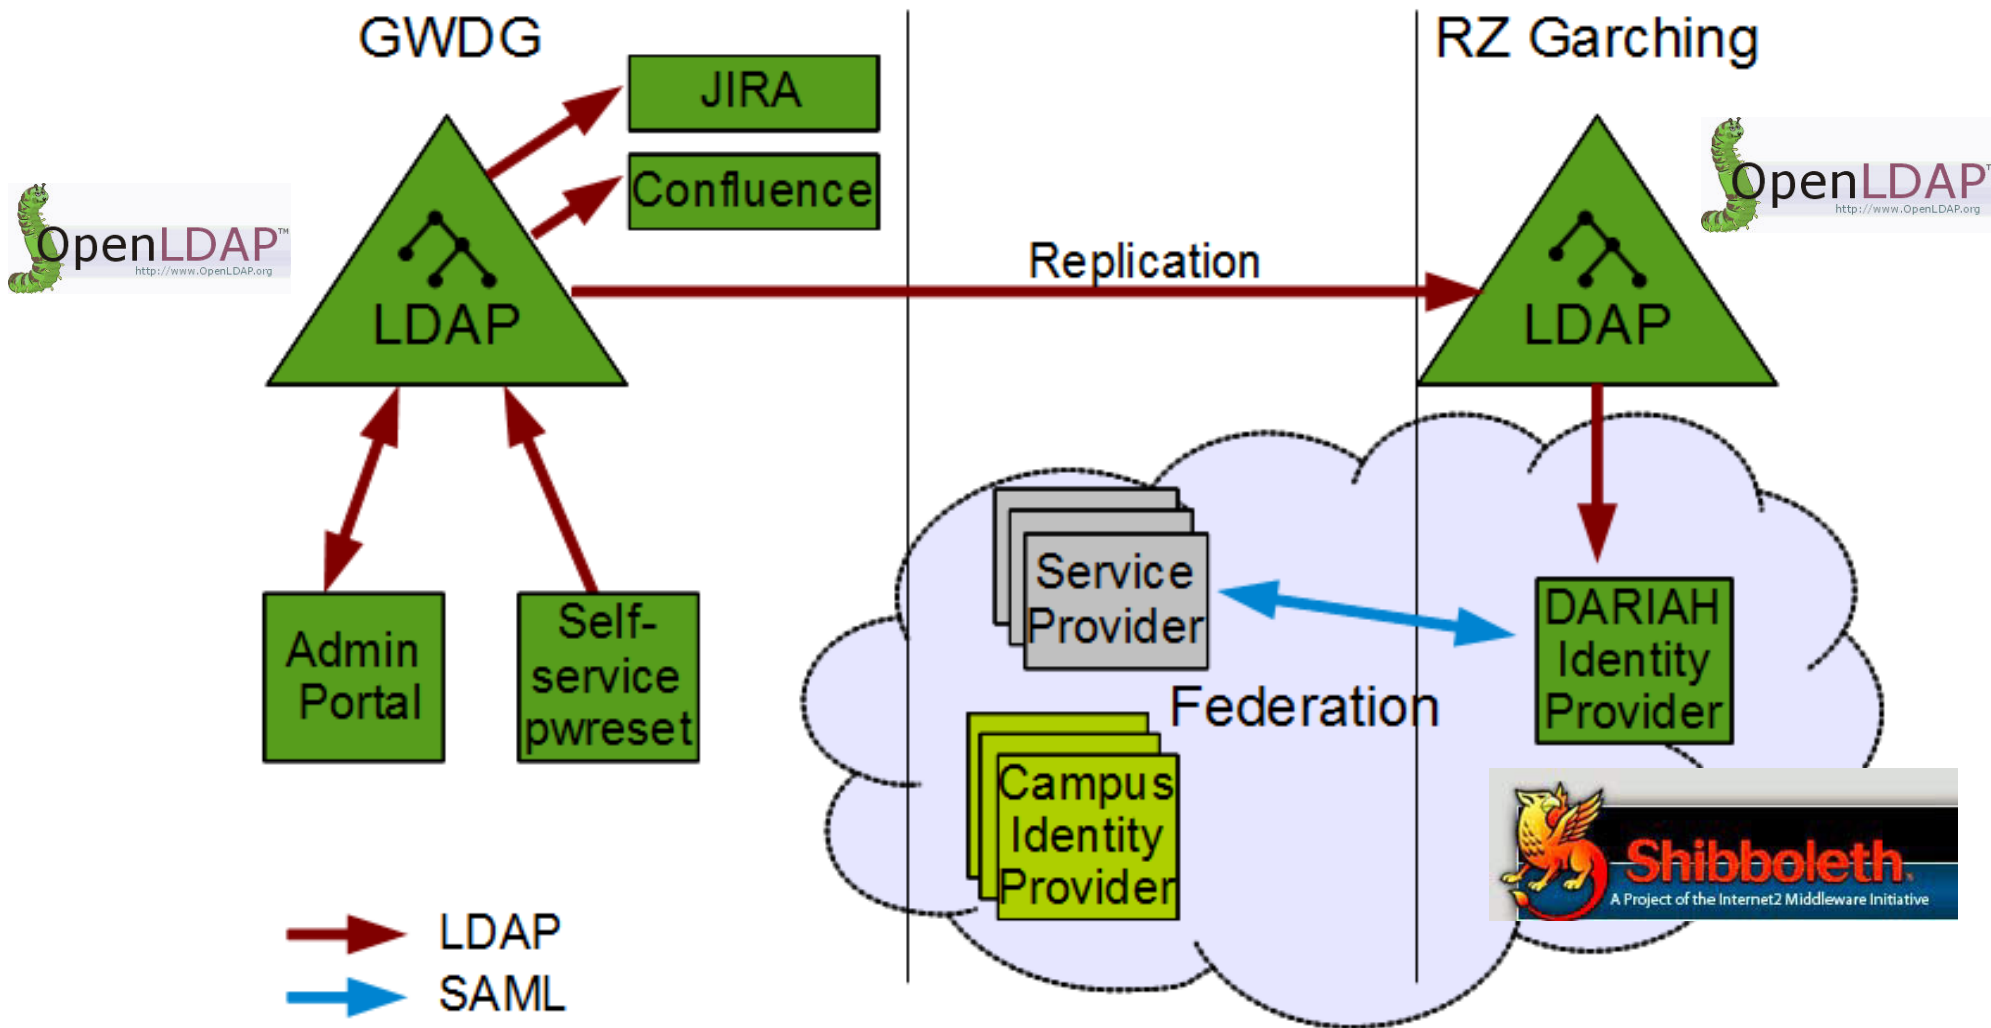 GWDG
RZ Garching
JIRA
Confluence
OpenLDAP™
http://www.OpenLDAP.org
OpenLDAP™
http://www.OpenLDAP.org
Replication
LDAP
LDAP
Admin
Portal
Self-
service
pwreset
Service
Provider
DARIAH
Identity
Provider
Federation
Campus
Identity
Provider
Shibboleth
A Project of the Internet2 Middleware Initiative
LDAP
SAML